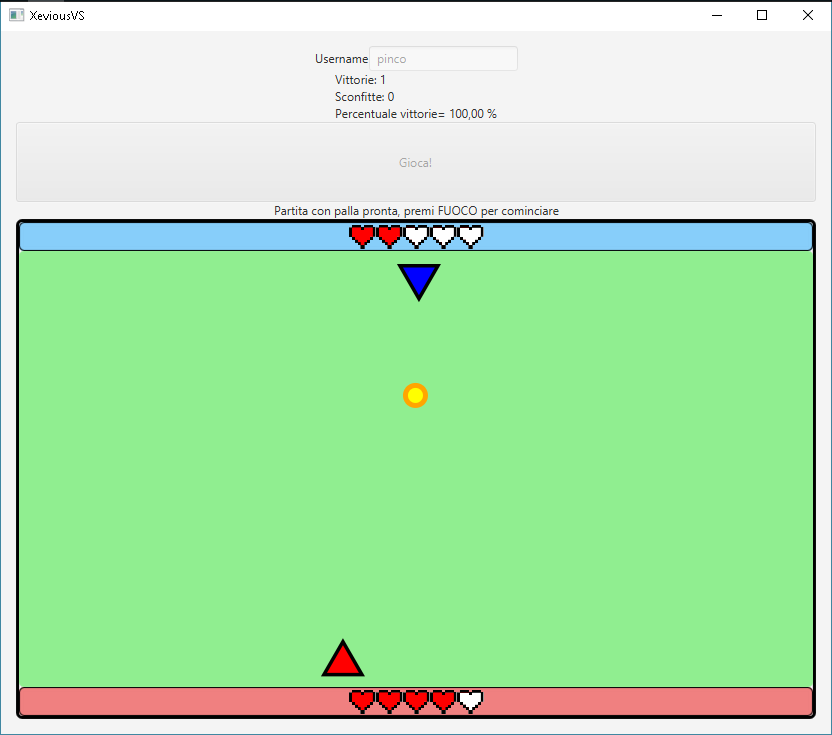 XeviousVS
Username pinco
Vittorie: 1
Sconfitte: 0
Percentuale vittorie= 100,00 %
Gioca!
Partita con palla pronta, premi FUOCO per cominciare